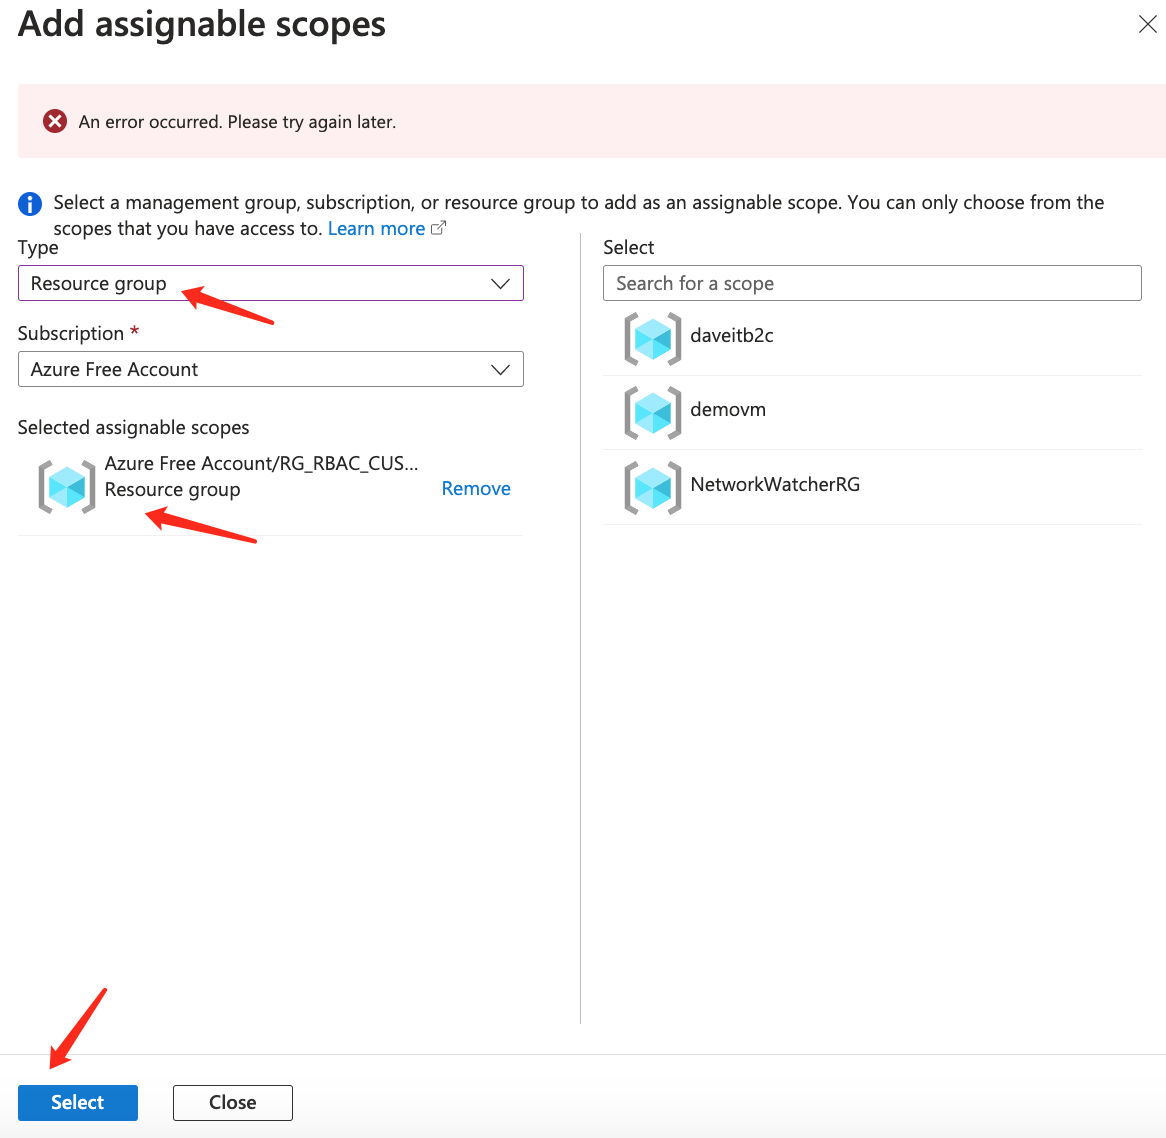 Add assignable scopes
An error occurred. Please try again later.
Select a management group, subscription, or resource group to add as an assignable scope. You can only choose from the
scopes that you have access to. Learn more
Type
Resource group
Subscription *
Azure Free Account
Selected assignable scopes
Azure Free Account/RG_RBAC_CUS...
Resource group
Remove
Select
Search for a scope
daveitb2c
demovm
NetworkWatcherRG
Select
Close